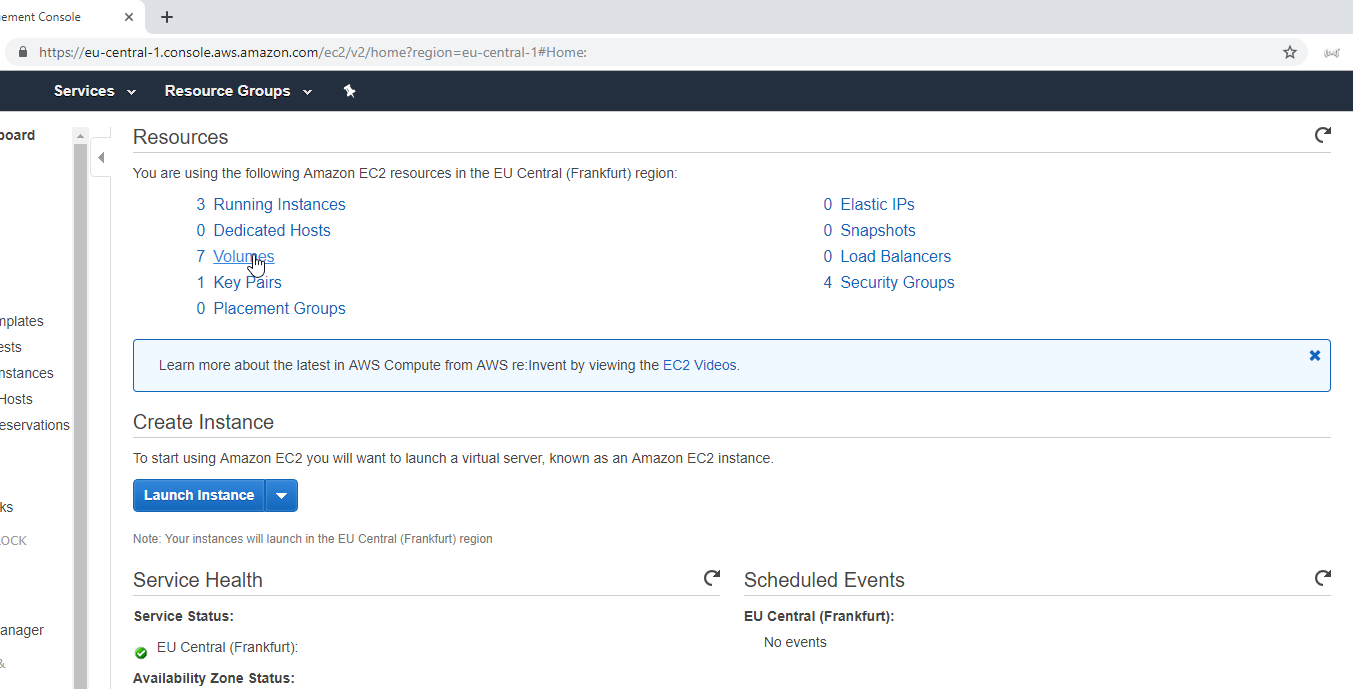 ement Console
https://eu-central-1.console.aws.amazon.com/ec2/v2/home?region=eu-central-1#Home:
Services
Resource Groups
board
mplates
ests
nstances
Hosts
eservations
ks
LOCK
anager
&
Resources
You are using the following Amazon EC2 resources in the EU Central (Frankfurt) region:
3 Running Instances
0 Dedicated Hosts
7 Volumes
1 Key Pairs
0 Placement Groups
0 Elastic IPs
0 Snapshots
0 Load Balancers
4 Security Groups
Learn more about the latest in AWS Compute from AWS re:Invent by viewing the EC2 Videos.
Create Instance
To start using Amazon EC2 you will want to launch a virtual server, known as an Amazon EC2 instance.
Launch Instance
Note: Your instances will launch in the EU Central (Frankfurt) region
Service Health
Service Status:
EU Central (Frankfurt):
Availability Zone Status:
Scheduled Events
EU Central (Frankfurt):
No events